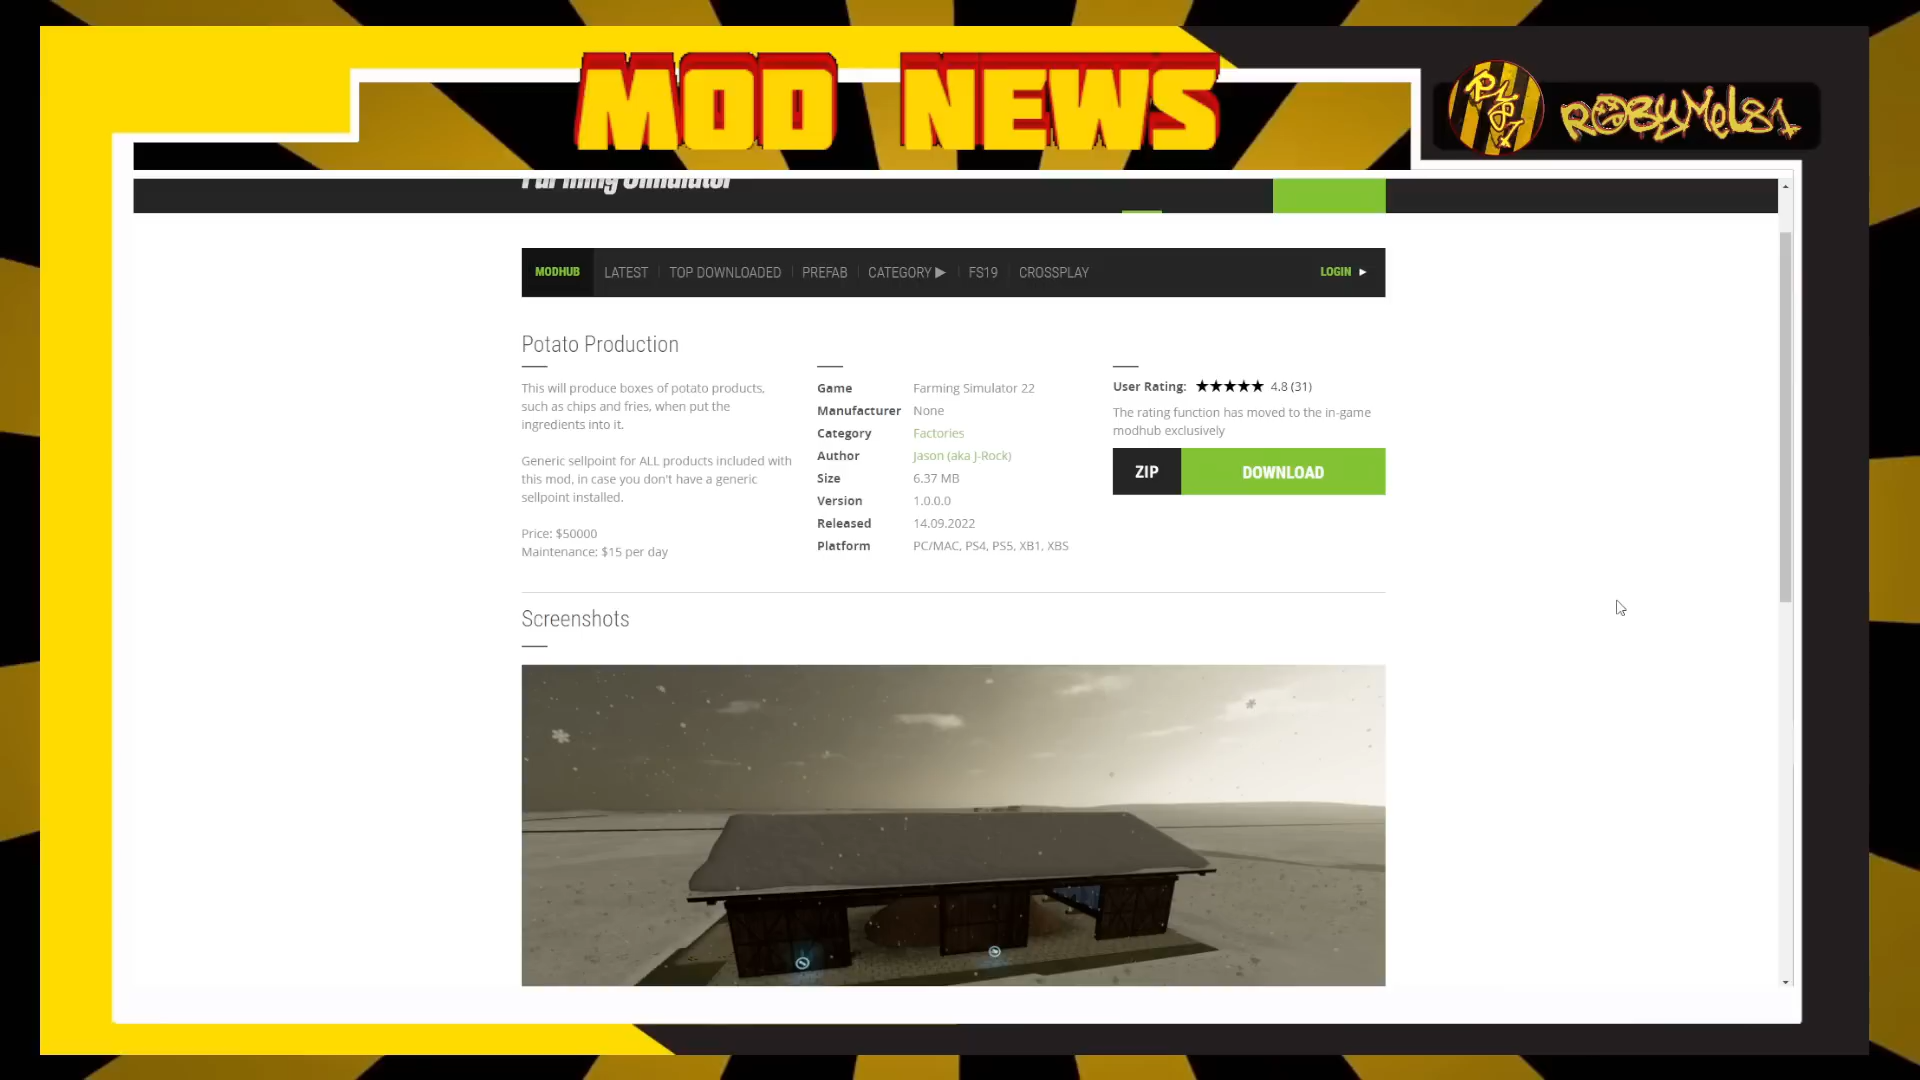 MOD NEWS
RobyMel81
Farming Simulator
MODHUB LATEST TOP DOWNLOADED PREFAB CATEGORY ▶ FS19 CROSSPLAY LOGIN ►
Potato Production
This will produce boxes of potato products,
such as chips and fries, when put the
ingredients into it.
Generic sellpoint for ALL products included with
this mod, in case you don't have a generic
sellpoint installed.
Price: $50000
Maintenance: $15 per day
Game Farming Simulator 22
Manufacturer None
Category Factories
Author Jason (aka J-Rock)
Size 6.37 MB
Version 1.0.0.0
Released 14.09.2022
Platform PC/MAC, PS4, PS5, XB1, XBS
User Rating: ★★★★★ 4.8 (31)
The rating function has moved to the in-game
modhub exclusively
ZIP DOWNLOAD
Screenshots